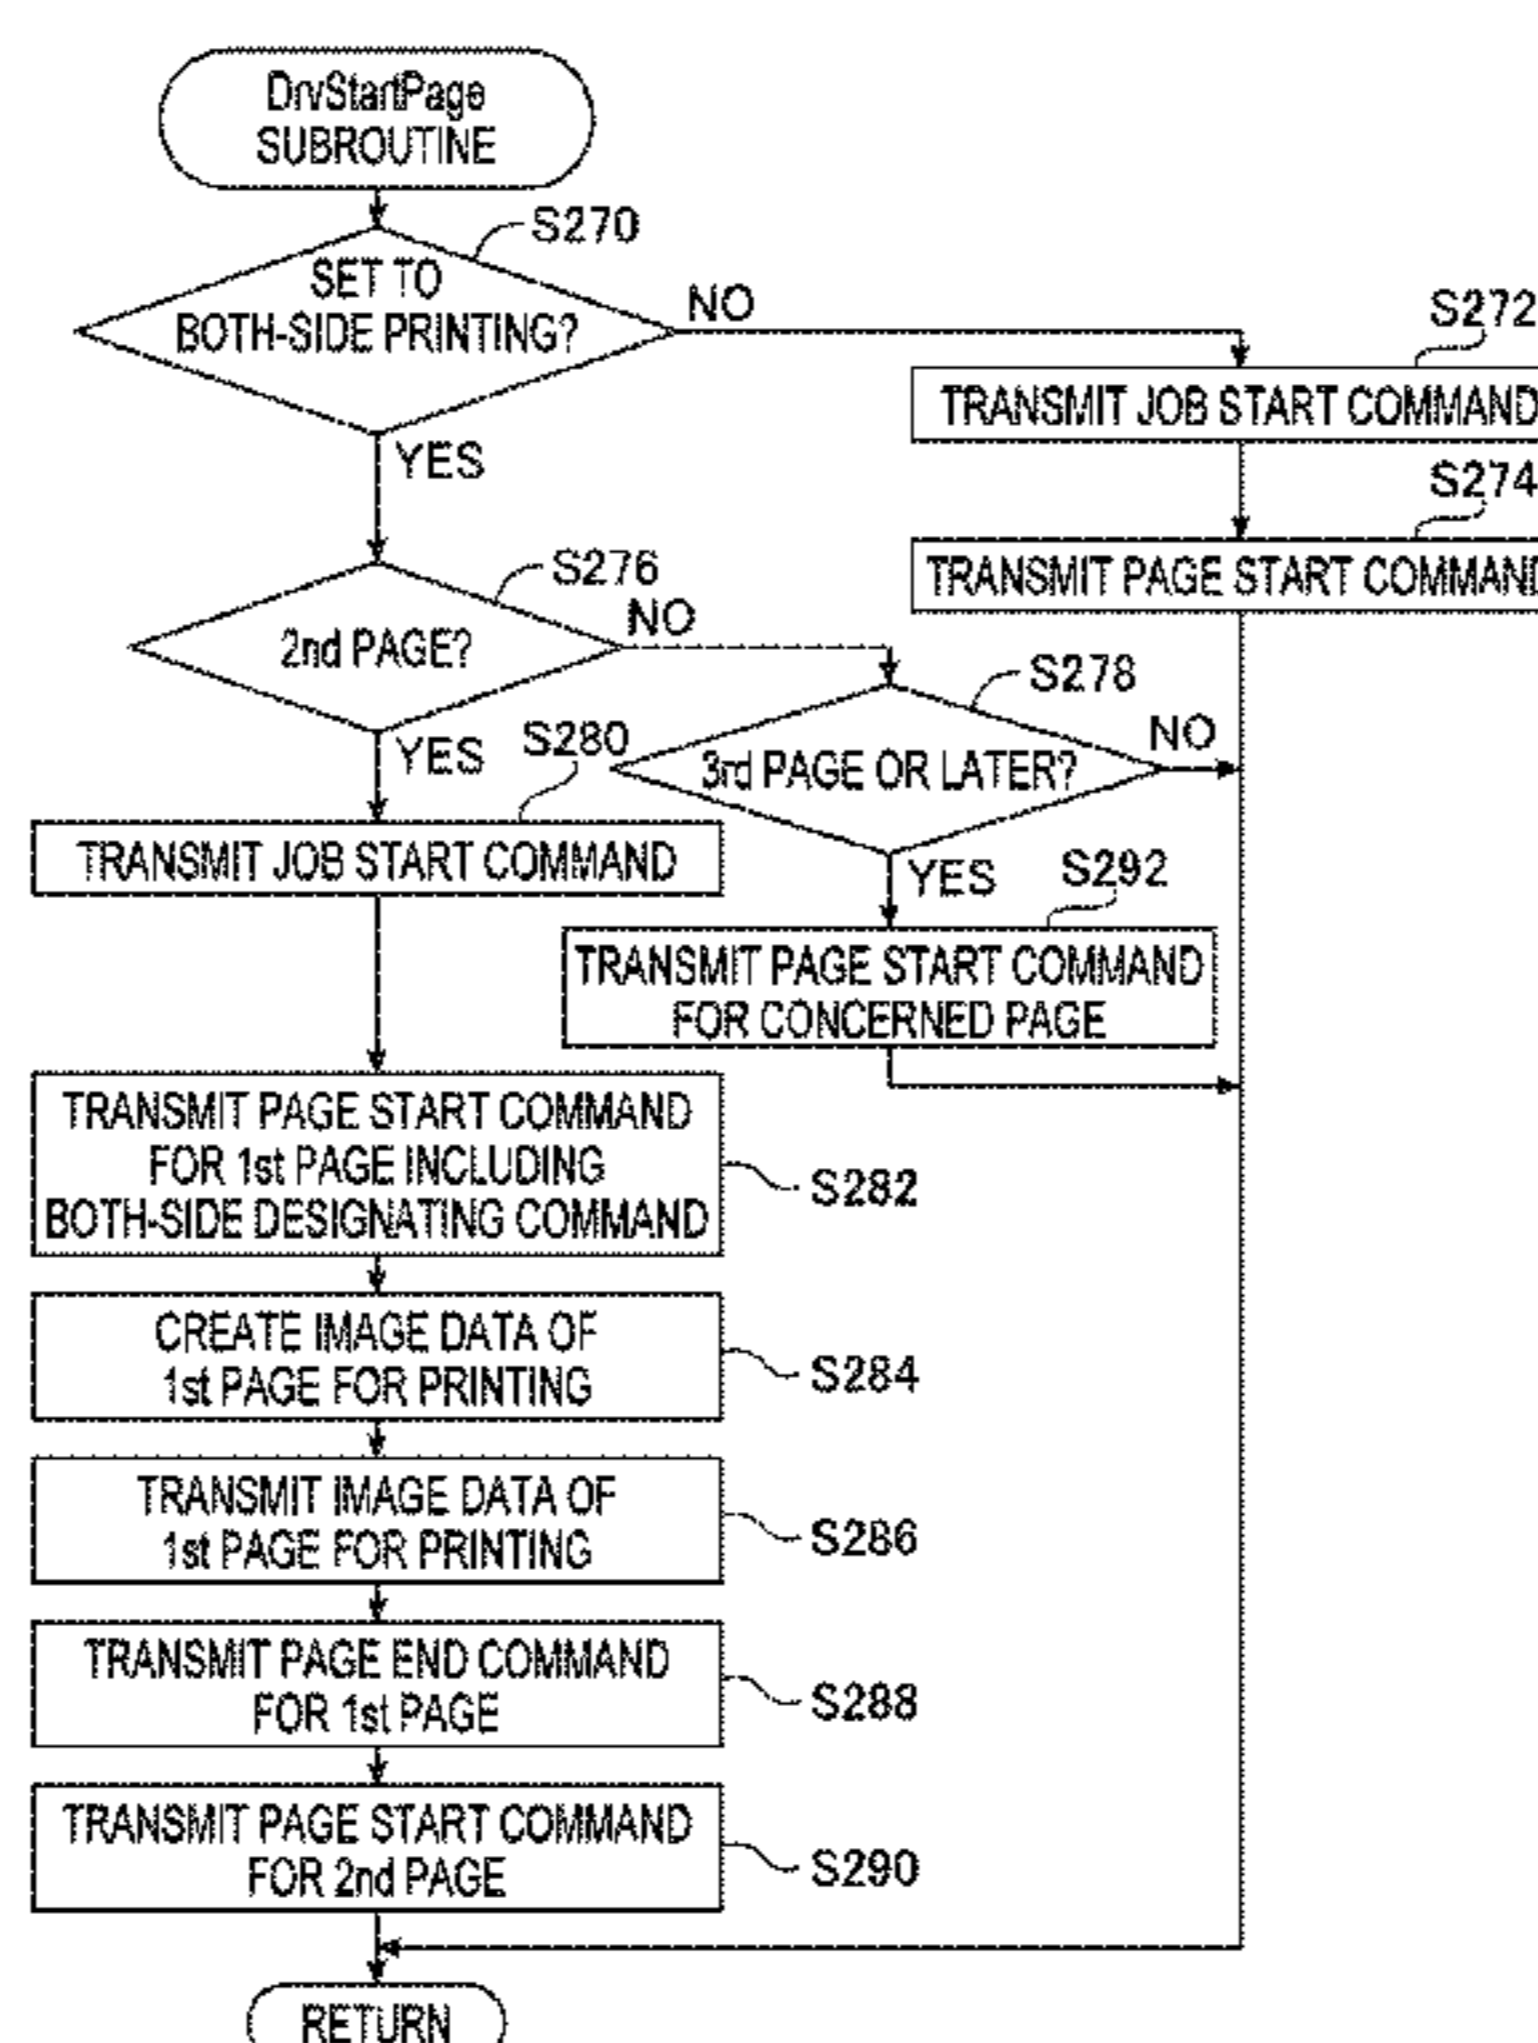 DrvStartPage
SUBROUTINE
S270
SET TO
BOTH-SIDE PRINTING?
NO
S272
TRANSMIT JOB START COMMAND
YES
S274
TRANSMIT PAGE START COMMAND
S276
2nd PAGE?
NO
S278
3rd PAGE OR LATER?
NO
YES
S280
TRANSMIT JOB START COMMAND
YES
S292
TRANSMIT PAGE START COMMAND
FOR CONCERNED PAGE
TRANSMIT PAGE START COMMAND
FOR 1st PAGE INCLUDING
BOTH-SIDE DESIGNATING COMMAND
S282
CREATE IMAGE DATA OF
1st PAGE FOR PRINTING
S284
TRANSMIT IMAGE DATA OF
1st PAGE FOR PRINTING
S286
TRANSMIT PAGE END COMMAND
FOR 1st PAGE
S288
TRANSMIT PAGE START COMMAND
FOR 2nd PAGE
S290
RETURN